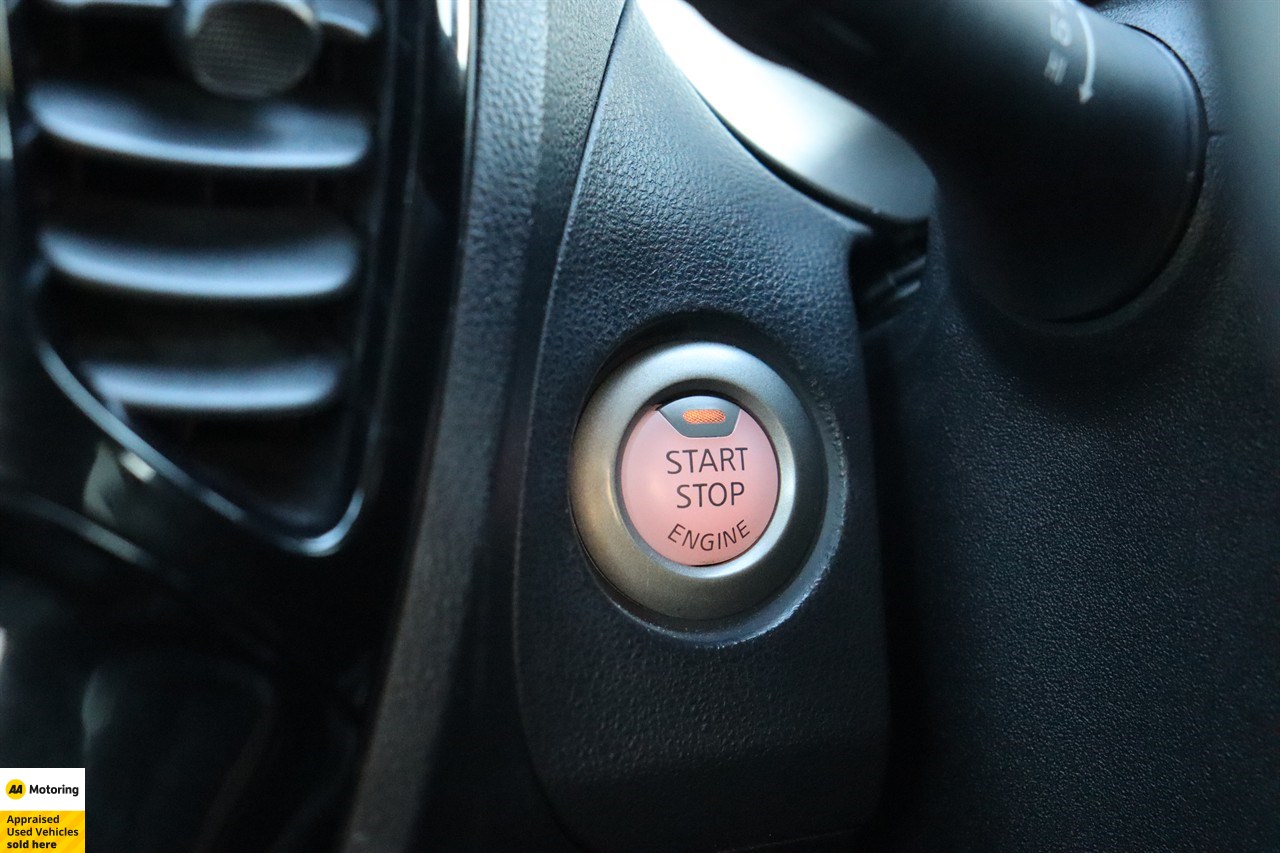 START
STOP
ENGINE
AA Motoring
Appraised
Used Vehicles
sold here